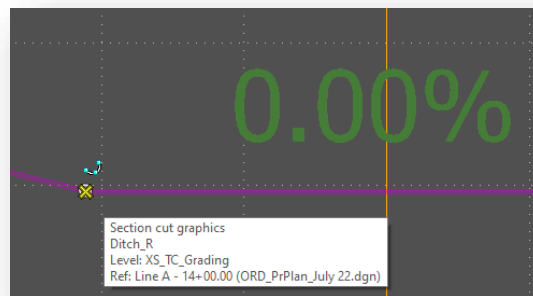 0.00%
Section cut graphics
Ditch_R
Level: XS_TC_Grading
Ref: Line A - 14+00.00 (ORD_PrPlan_July 22.dgn)